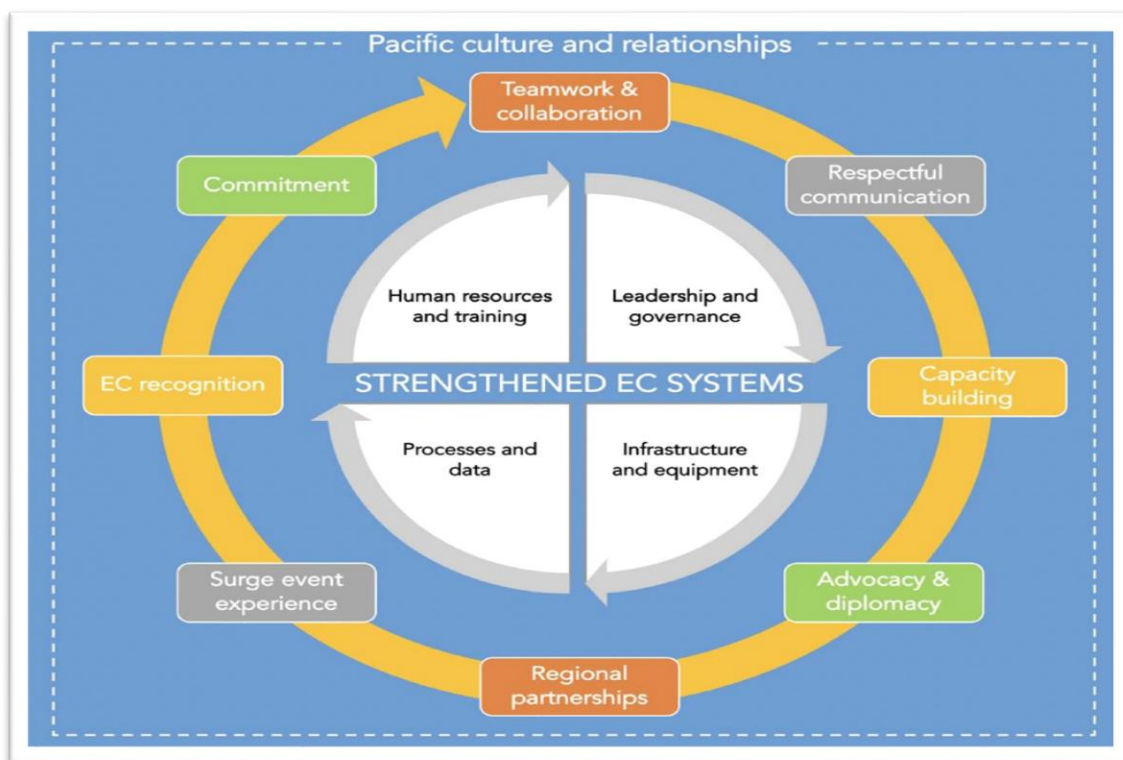 Pacific culture and relationships
Teamwork &
collaboration
Respectful
communication
Commitment
Human resources
and training
Leadership and
governance
EC recognition
STRENGTHENED EC SYSTEMS
Capacity
building
Processes and
data
Infrastructure
and equipment
Surge event
experience
Advocacy &
diplomacy
Regional
partnerships